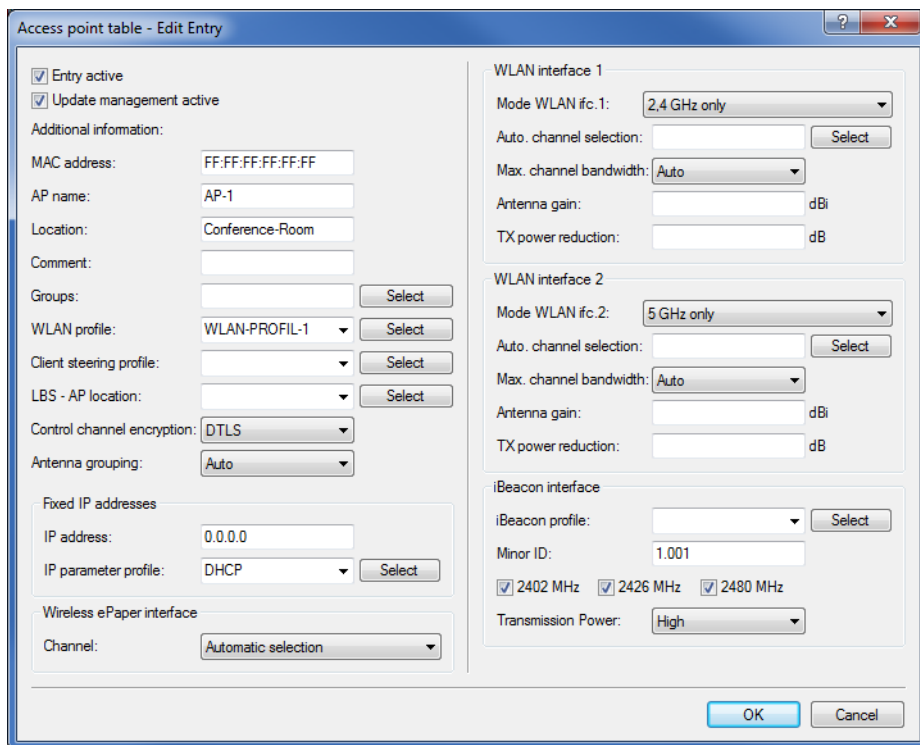 Access point table - Edit Entry
Entry active
Update management active
Additional information:
MAC address: FF:FF:FF:FF:FF:FF
AP name: AP-1
Location: Conference-Room
Comment:
Groups: Select
WLAN profile: WLAN-PROFIL-1 Select
Client steering profile: Select
LBS - AP location: Select
Control channel encryption: DTLS
Antenna grouping: Auto
Fixed IP addresses
IP address: 0.0.0.0
IP parameter profile: DHCP Select
Wireless ePaper interface
Channel: Automatic selection
WLAN interface 1
Mode WLAN ifc.1: 2,4 GHz only
Auto. channel selection: Select
Max. channel bandwidth: Auto
Antenna gain: dBi
TX power reduction: dB
WLAN interface 2
Mode WLAN ifc.2: 5 GHz only
Auto. channel selection: Select
Max. channel bandwidth: Auto
Antenna gain: dBi
TX power reduction: dB
iBeacon interface
iBeacon profile: Select
Minor ID: 1.001
2402 MHz 2426 MHz 2480 MHz
Transmission Power: High
OK Cancel